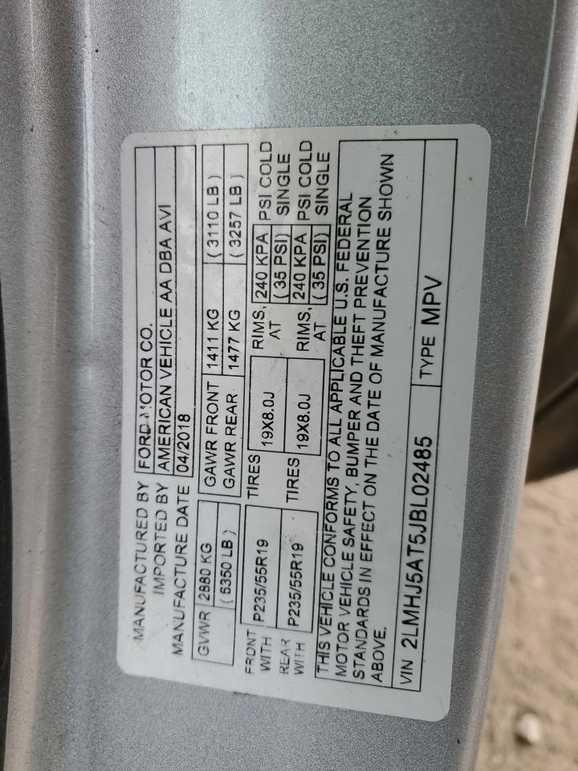 MANUFACTURED BY FORD MOTOR CO.
IMPORTED BY AMERICAN VEHICLE AA DBA AVI
MANUFACTURE DATE 04/2018
GVWR 2880 KG GAWR FRONT 1411 KG ( 3110 LB )
( 6350 LB ) GAWR REAR 1477 KG ( 3257 LB )
FRONT P235/55R19 TIRES 19X8.0J RIMS, 240 KPA PSI COLD
WITH AT ( 35 PSI) SINGLE
REAR P235/55R19 TIRES 19X8.0J RIMS, 240 KPA PSI COLD
WITH AT ( 35 PSI) SINGLE
THIS VEHICLE CONFORMS TO ALL APPLICABLE U.S. FEDERAL
MOTOR VEHICLE SAFETY, BUMPER AND THEFT PREVENTION
STANDARDS IN EFFECT ON THE DATE OF MANUFACTURE SHOWN
ABOVE.
VIN 2LMHJ5AT5JBL02485 TYPE MPV